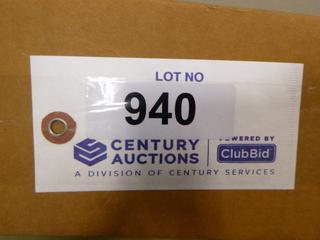 LOT NO
940
CENTURY AUCTIONS
POWERED BY
ClubBid
A DIVISION OF CENTURY SERVICES